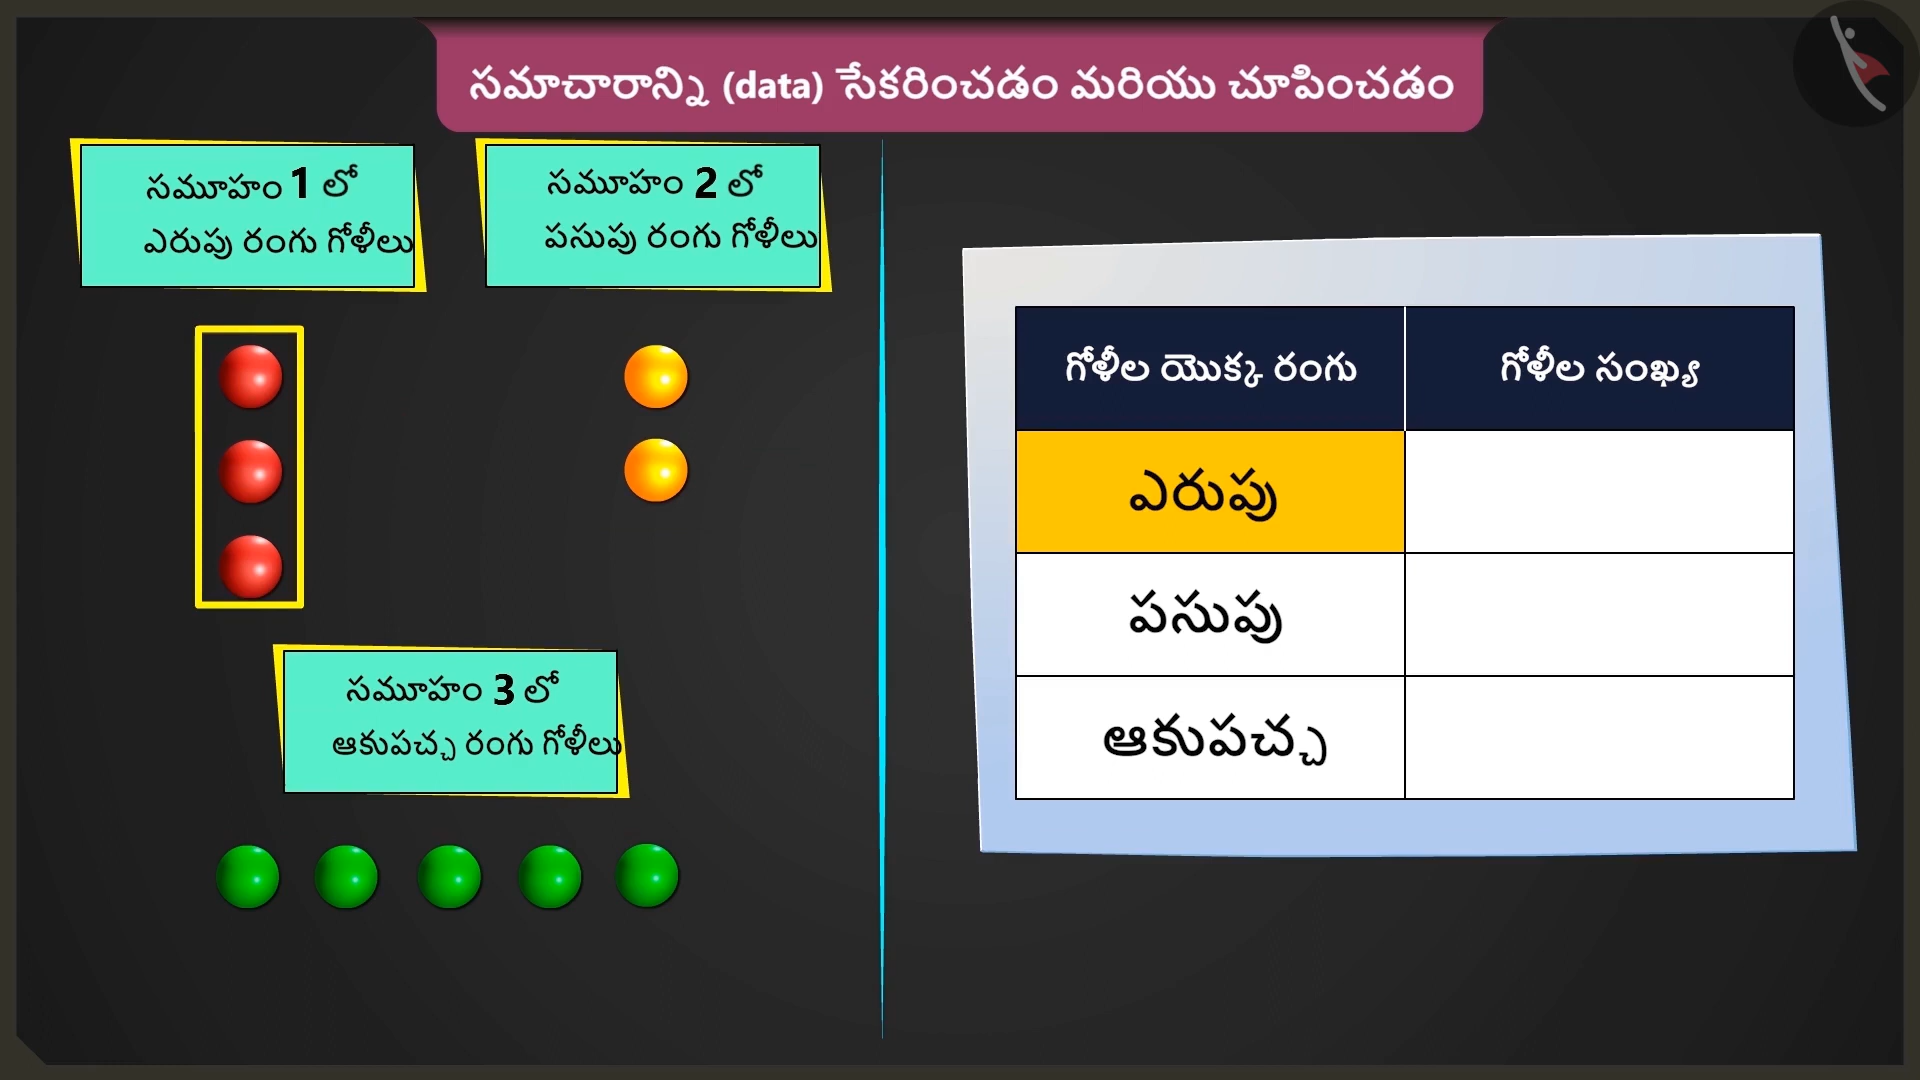 సమాచారాన్ని (data) సేకరించడం మరియు చూపించడం
సమూహం 1 లో
ఎరుపు రంగు గోళీలు
సమూహం 2 లో
పసుపు రంగు గోళీలు
సమూహం 3 లో
ఆకుపచ్చ రంగు గోళీలు
గోళీల యొక్క రంగు
గోళీల సంఖ్య
ఎరుపు
పసుపు
ఆకుపచ్చ